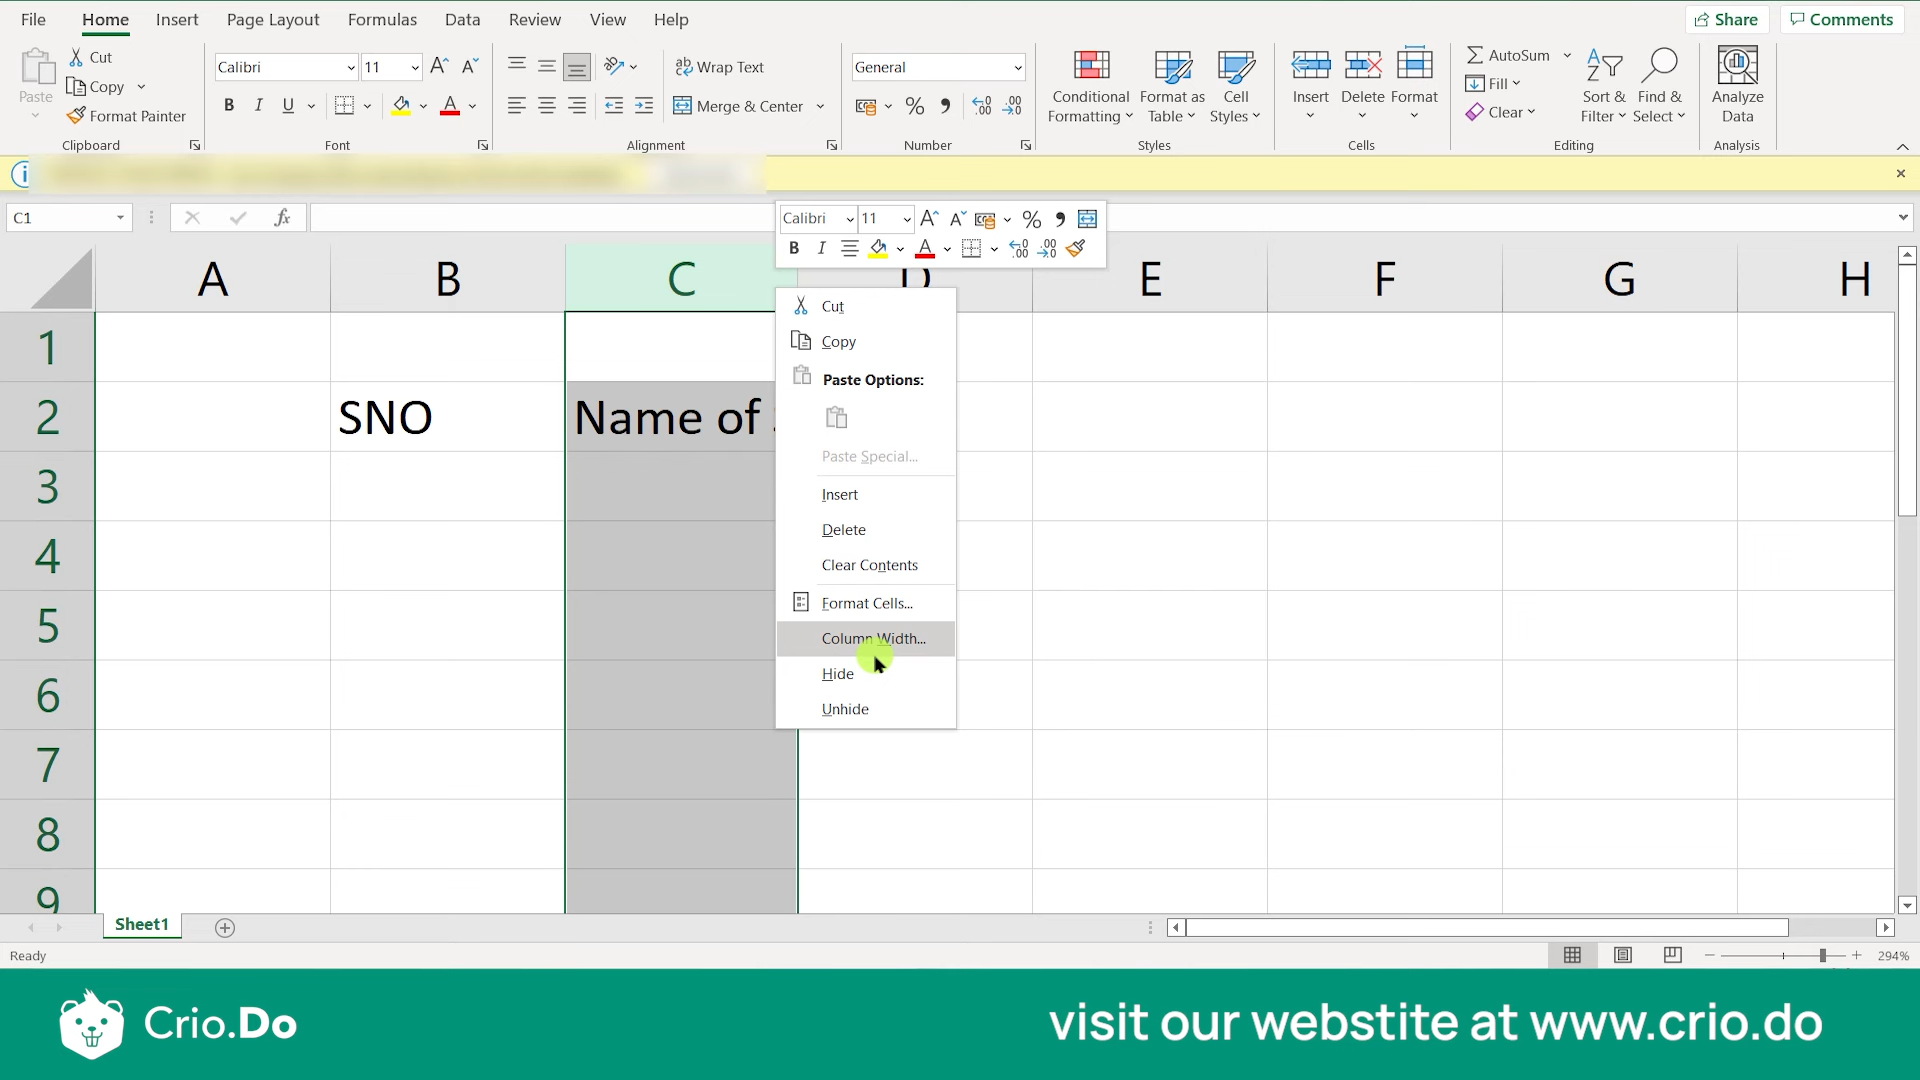 File Home Insert Page Layout Formulas Data Review View Help Share Comments
Paste Cut Copy Format Painter Clipboard
Calibri 11 B I U A Font
ab Wrap Text Merge & Center Alignment
General % Number
Conditional Formatting Format as Table Cell Styles Styles
Insert Delete Format Cells
AutoSum Fill Clear Sort & Filter Find & Select Editing
Analyze Data Analysis
C1 fx
Calibri 11 A A %
B I A
A B C D E F G H
1
2 SNO Name of
3
4
5
6
7
8
9
Cut
Copy
Paste Options:
Paste Special...
Insert
Delete
Clear Contents
Format Cells...
Column Width...
Hide
Unhide
Sheet1
Ready 294%
Crio.Do visit our webstite at www.crio.do